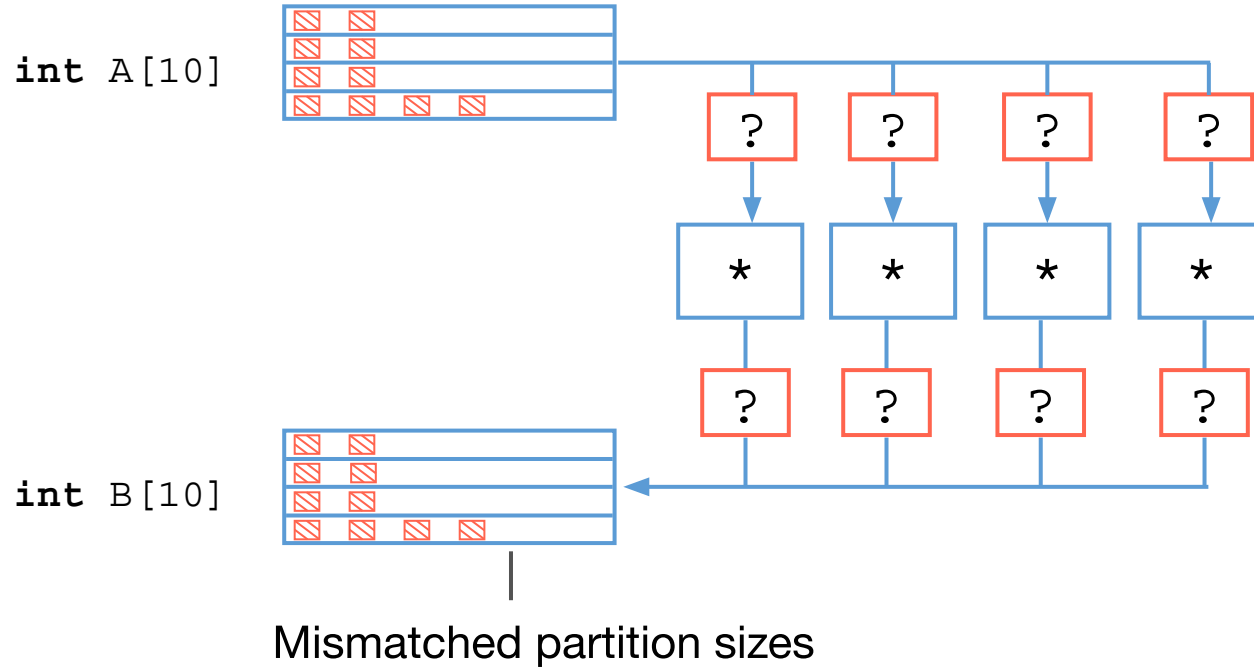 int A[10]
? ? ? ?
* * * *
? ? ? ?
int B[10]
Mismatched partition sizes